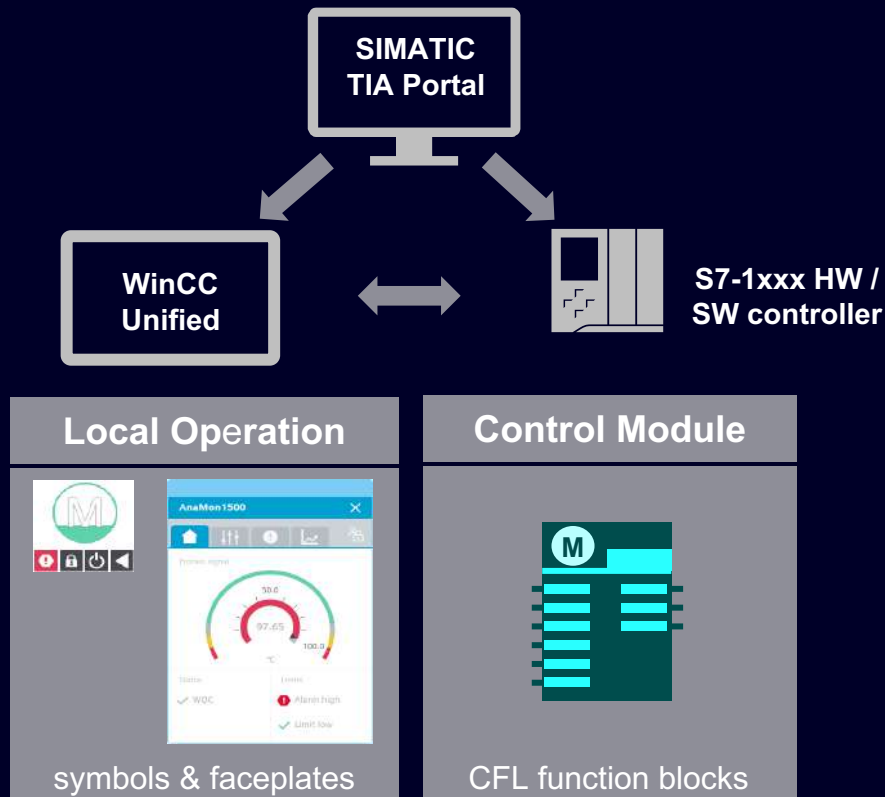 SIMATIC
TIA Portal
WinCC
Unified
S7-1xxx HW /
SW controller
Local Operation
Control Module
M
AnaMon1500
50.0
97.65
100.0
°C
WOC
Alarm high
Limit low
M
symbols & faceplates
CFL function blocks